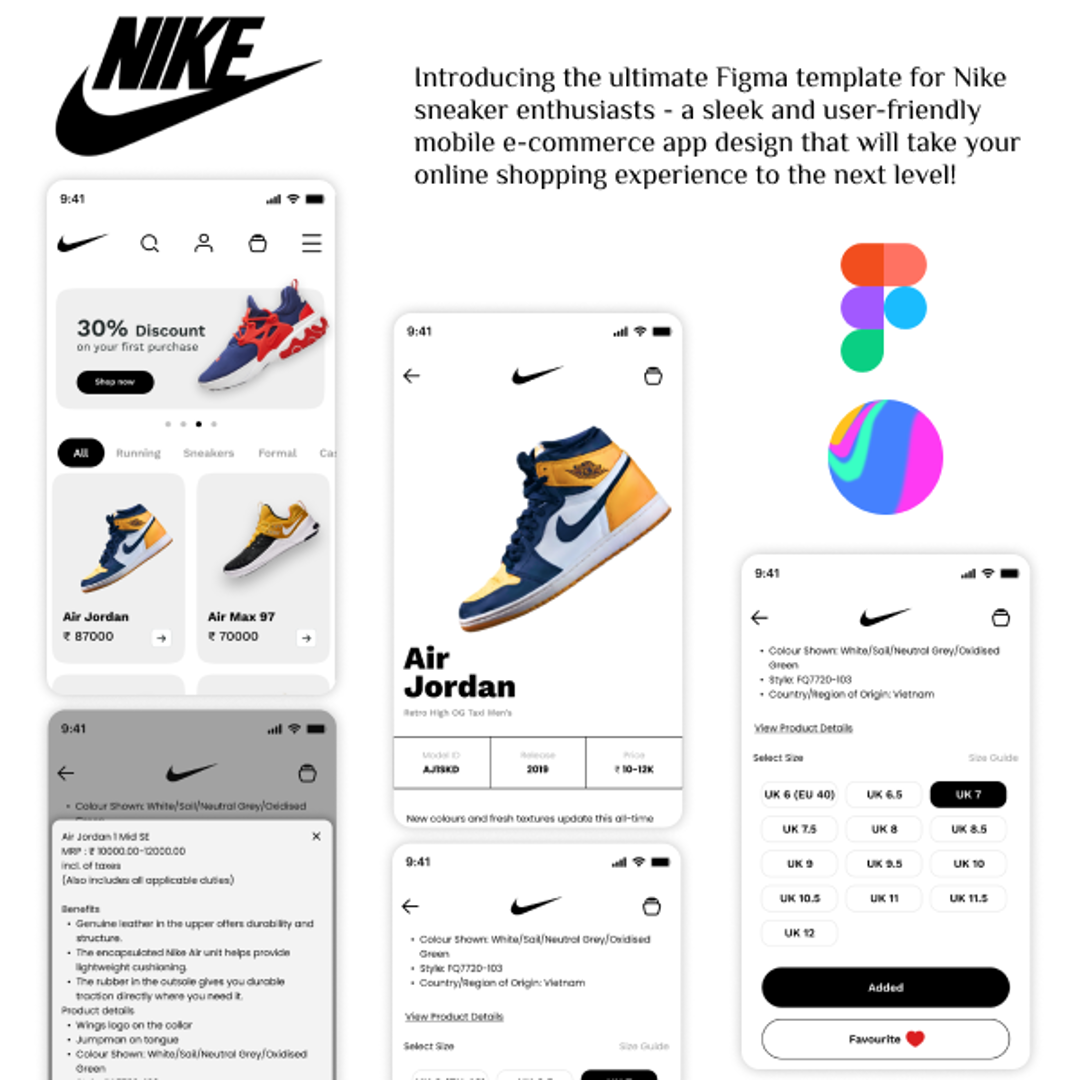 NIKE
Introducing the ultimate Figma template for Nike
sneaker enthusiasts - a sleek and user-friendly
mobile e-commerce app design that will take your
online shopping experience to the next level!
9:41
30% Discount
on your first purchase
Shop now
All Running Sneakers Formal Cas
Air Jordan
₹ 87000
Air Max 97
₹ 70000
9:41
Air
Jordan
Retro High OG Taxi Men's
Model ID
AJ1SKD
Release
2019
Price
₹ 10-12K
New colours and fresh textures update this all-time
9:41
• Colour Shown: White/Sail/Neutral Grey/Oxidised
Green
• Style: FQ7720-103
• Country/Region of Origin: Vietnam
View Product Details
Select Size Size Guide
UK 6 (EU 40) UK 6.5 UK 7
UK 7.5 UK 8 UK 8.5
UK 9 UK 9.5 UK 10
UK 10.5 UK 11 UK 11.5
UK 12
Added
Favourite
9:41
• Colour Shown: White/Sail/Neutral Grey/Oxidised
Air Jordan 1 Mid SE
MRP : ₹ 10000.00-12000.00
incl. of taxes
(Also includes all applicable duties)
Benefits
• Genuine leather in the upper offers durability and
structure.
• The encapsulated Nike Air unit helps provide
lightweight cushioning.
• The rubber in the outsole gives you durable
traction directly where you need it.
Product details
• Wings logo on the collar
• Jumpman on tongue
• Colour Shown: White/Sail/Neutral Grey/Oxidised
Green
9:41
• Colour Shown: White/Sail/Neutral Grey/Oxidised
Green
• Style: FQ7720-103
• Country/Region of Origin: Vietnam
View Product Details
Select Size Size Guide